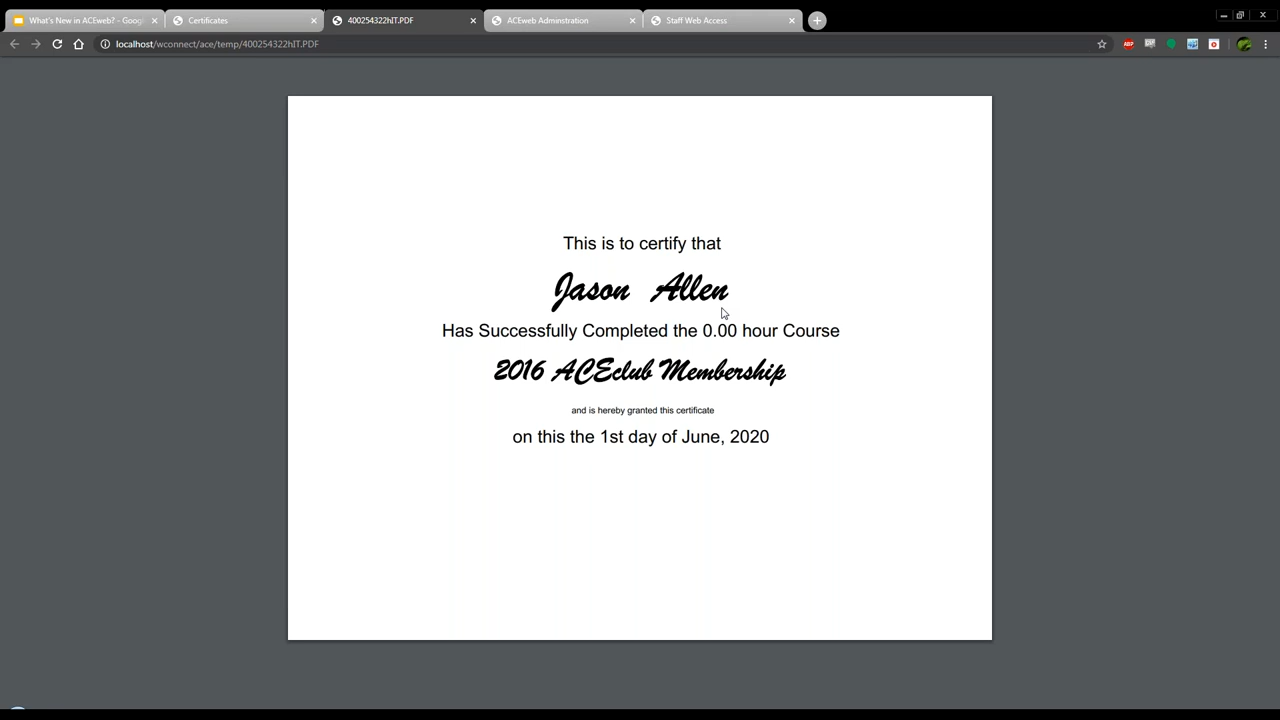 What's New in ACEweb? - Goog
Certificates
400254322hIT.PDF
ACEweb Adminstration
Staff Web Access
localhost/wconnect/ace/temp/400254322hIT.PDF
ABP
This is to certify that
Jason Allen
Has Successfully Completed the 0.00 hour Course
2016 ACEclub Membership
and is hereby granted this certificate
on this the 1st day of June, 2020